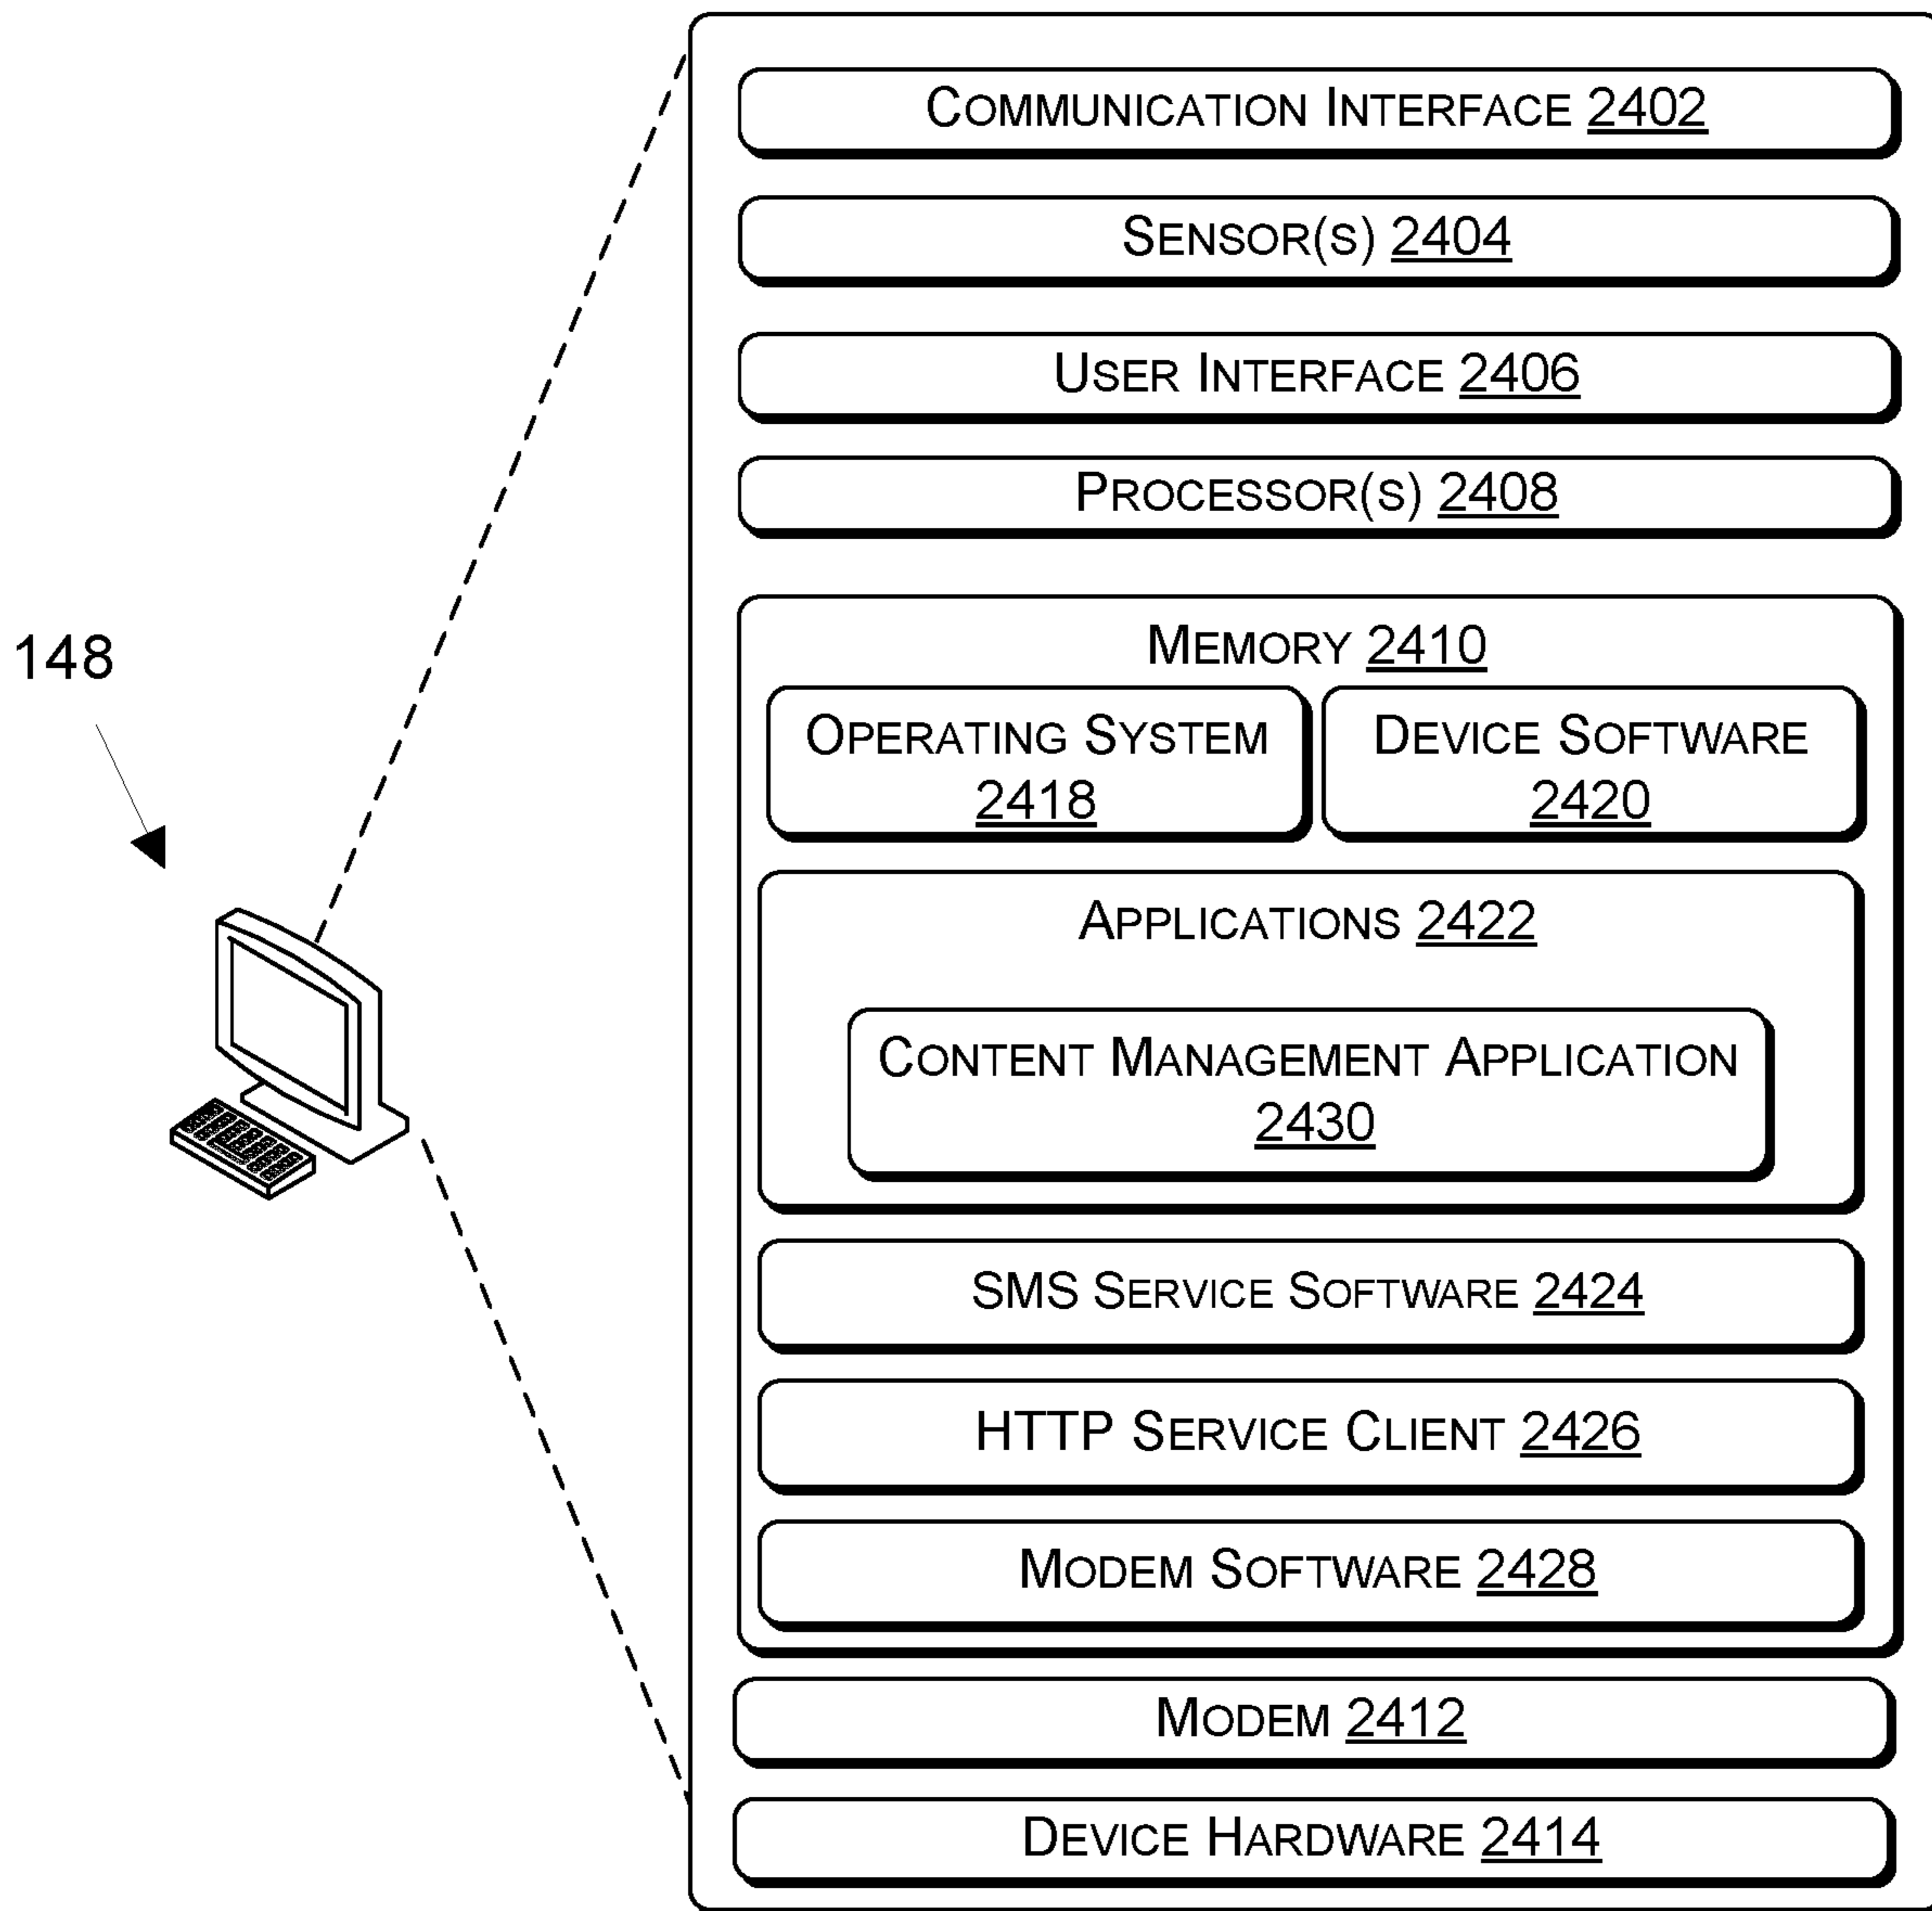 COMMUNICATION INTERFACE 2402
SENSOR(S) 2404
USER INTERFACE 2406
PROCESSOR(S) 2408
148
MEMORY 2410
OPERATING SYSTEM
2418
DEVICE SOFTWARE
2420
APPLICATIONS 2422
CONTENT MANAGEMENT APPLICATION
2430
SMS SERVICE SOFTWARE 2424
HTTP SERVICE CLIENT 2426
MODEM SOFTWARE 2428
MODEM 2412
DEVICE HARDWARE 2414